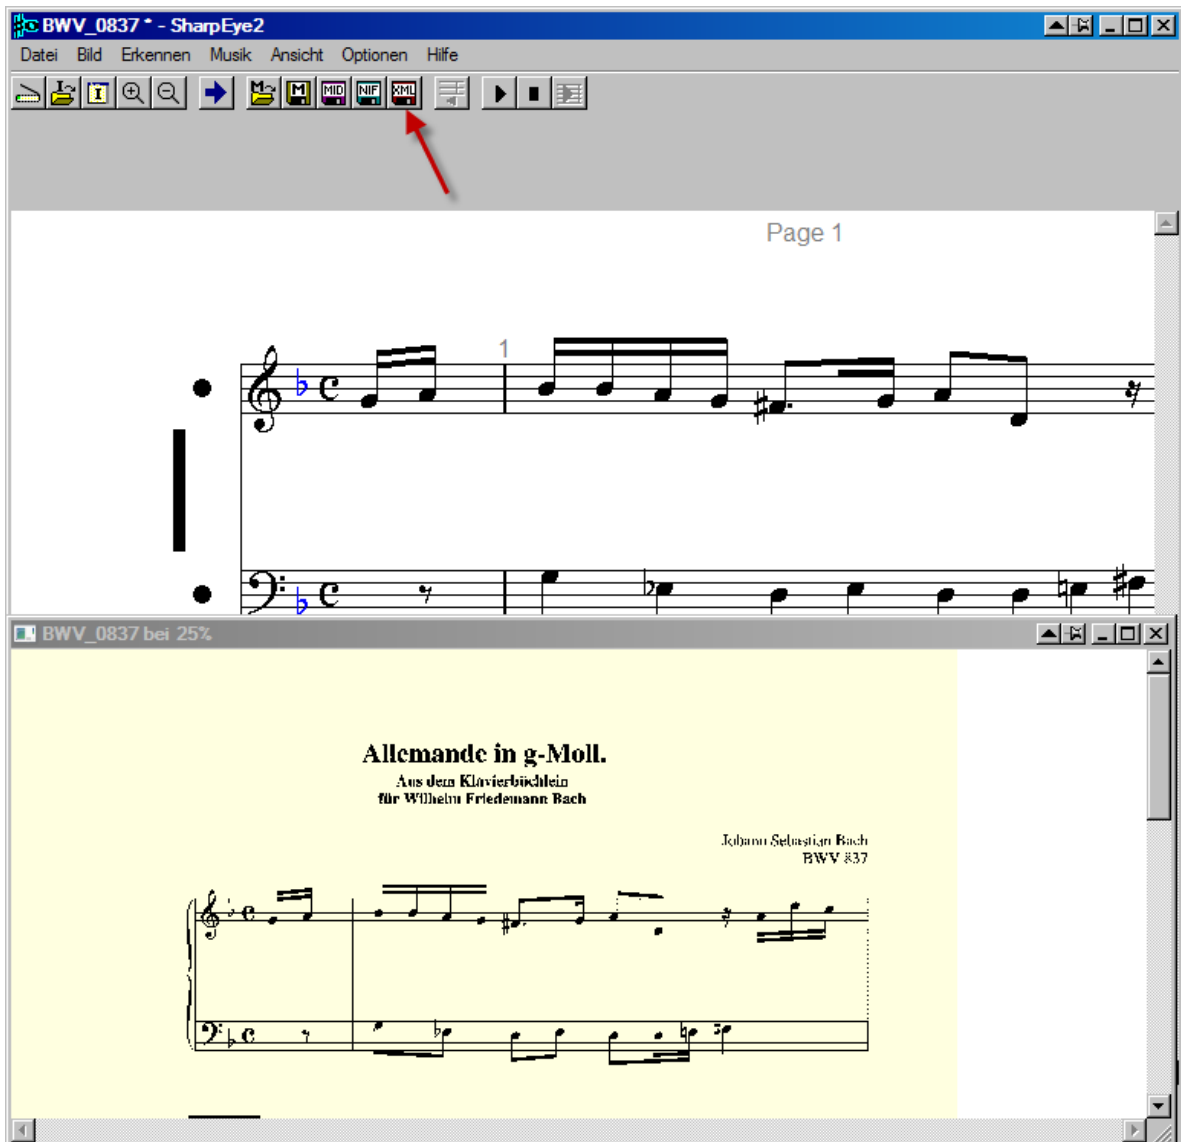 BWV_0837 * - SharpEye2
Datei Bild Erkennen Musik Ansicht Optionen Hilfe
I I M M MID NIF XML
Page 1
1
BWV_0837 bei 25%
Allemande in g-Moll.
Aus dem Klavierbüchlein
für Wilhelm Friedemann Bach
Johann Sebastian Bach
BWV 837